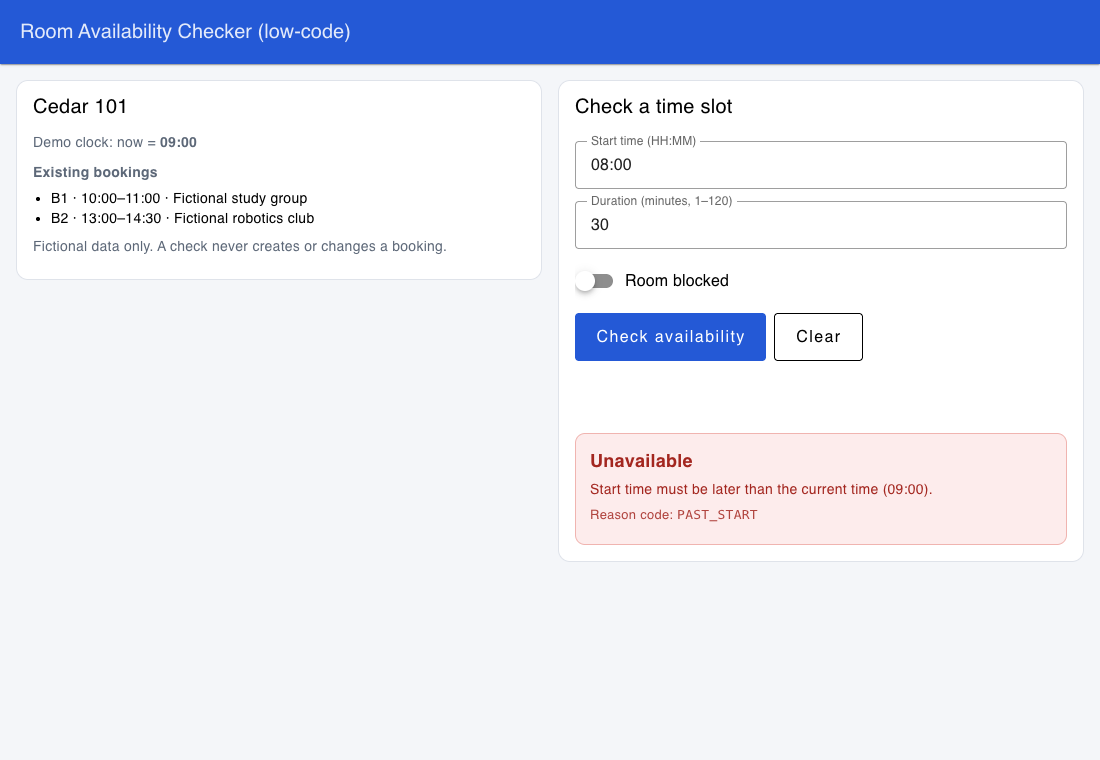 Room Availability Checker (low-code)
Cedar 101
Demo clock: now = 09:00
Existing bookings
• B1 · 10:00–11:00 · Fictional study group
• B2 · 13:00–14:30 · Fictional robotics club
Fictional data only. A check never creates or changes a booking.
Check a time slot
Start time (HH:MM)
08:00
Duration (minutes, 1–120)
30
Room blocked
Check availability
Clear
Unavailable
Start time must be later than the current time (09:00).
Reason code: PAST_START